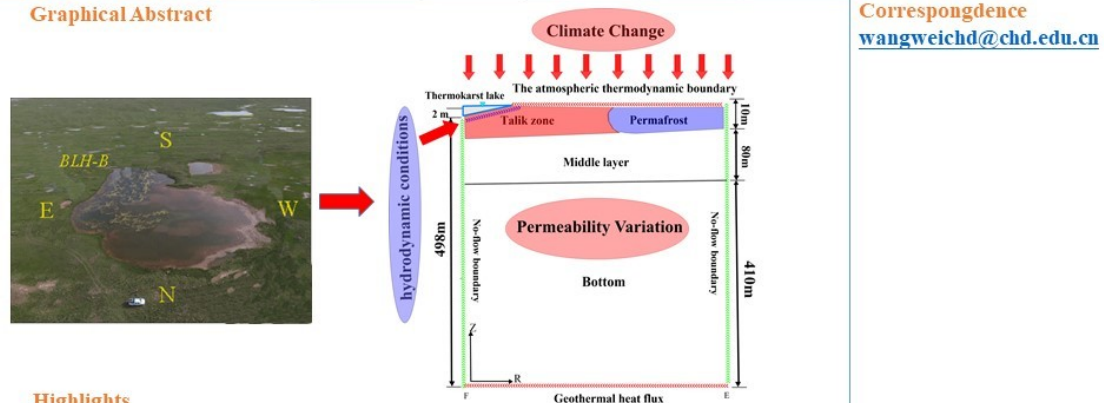 Graphical Abstract
Correspongdence
wangweichd@chd.edu.cn
Climate Change
The atmospheric thermodynamic boundary
Thermokarst lake
2 m
Talik zone
Permafrost
10m
S
BLH-B
E
W
N
hydrodynamic conditions
Middle layer
80m
498m
No-flow boundary
Permeability Variation
No-flow boundary
410m
Bottom
Z
R
F
E
Geothermal heat flux
Highlights